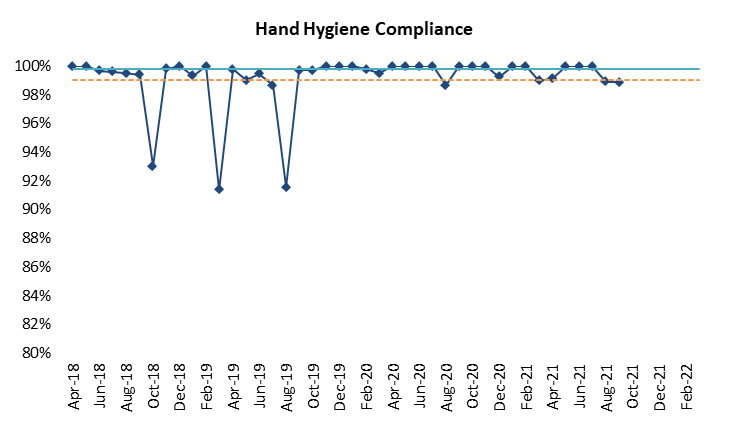 Hand Hygiene Compliance
100%
98%
96%
94%
92%
90%
88%
86%
84%
82%
80%
Apr-18
Jun-18
Aug-18
Oct-18
Dec-18
Feb-19
Apr-19
Jun-19
Aug-19
Oct-19
Dec-19
Feb-20
Apr-20
Jun-20
Aug-20
Oct-20
Dec-20
Feb-21
Apr-21
Jun-21
Aug-21
Oct-21
Dec-21
Feb-22